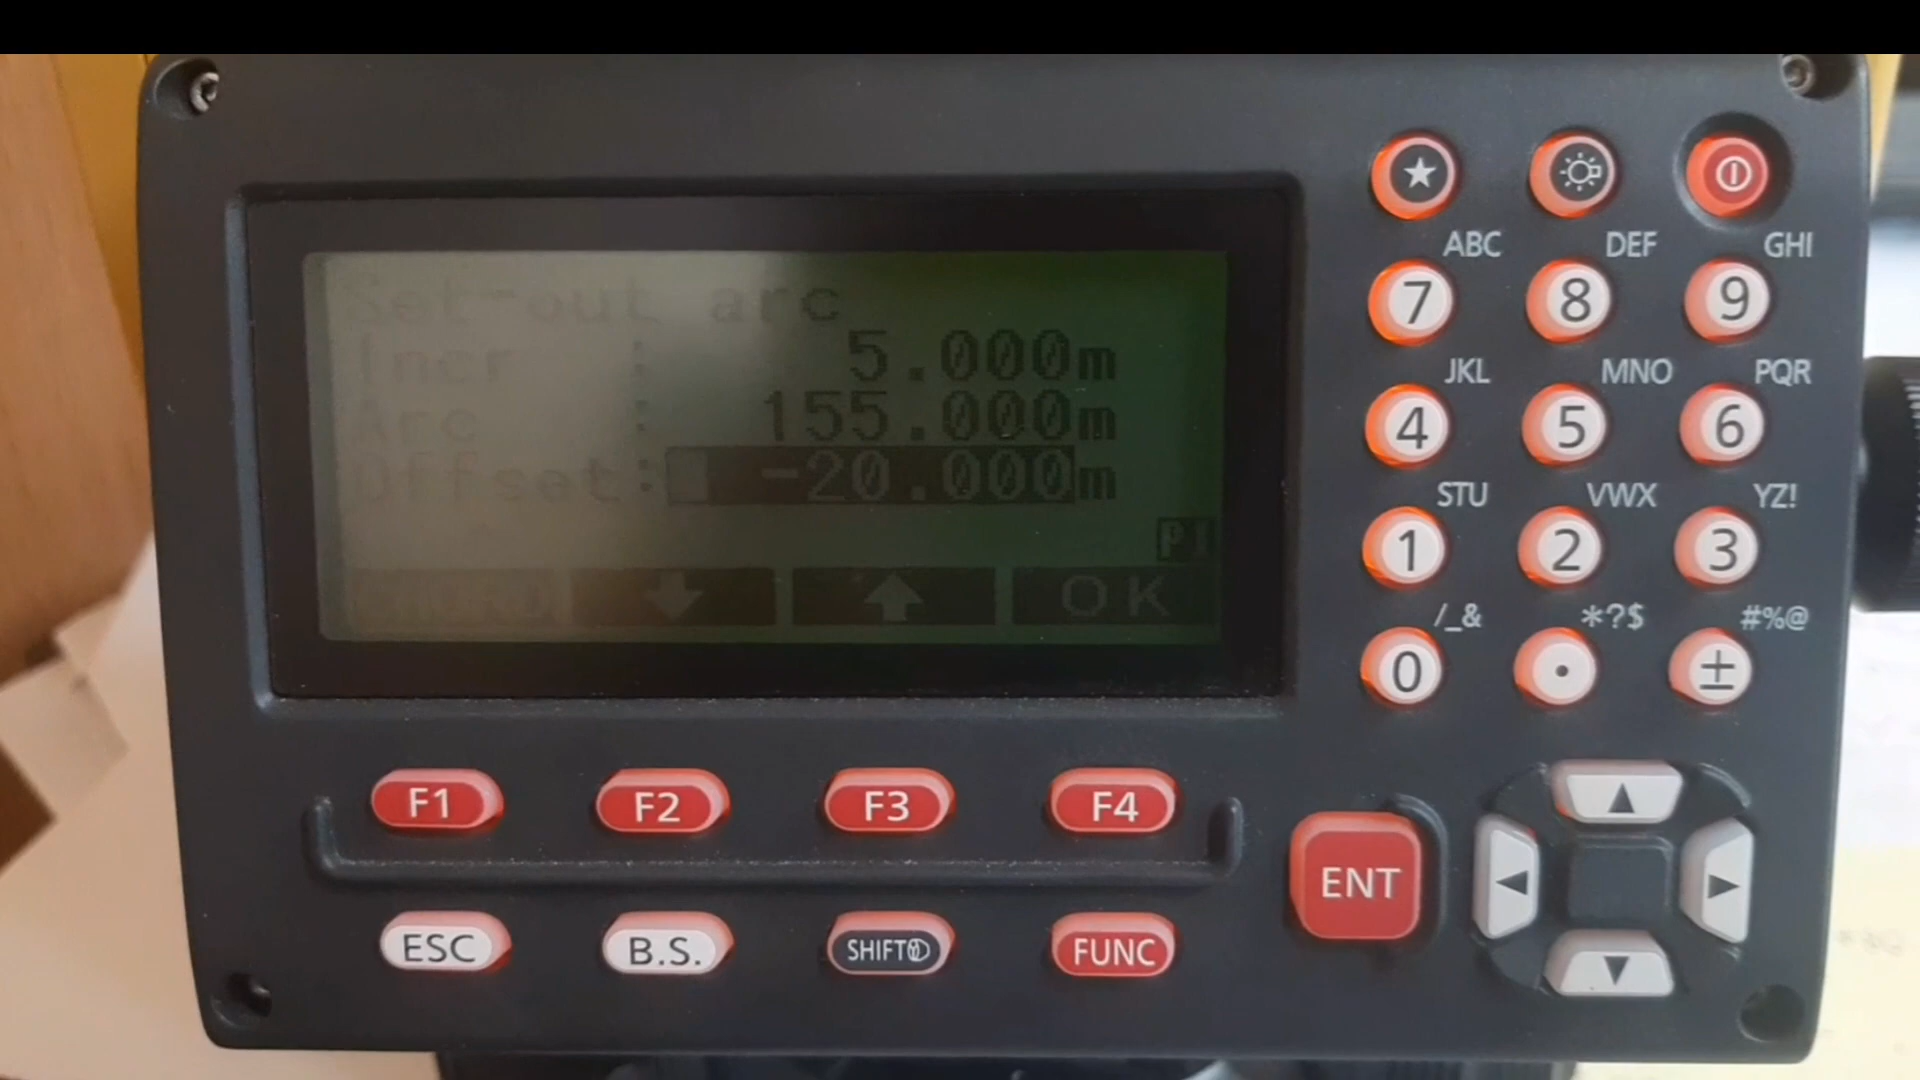 Set-out arc
Incr : 5.000m
Arc : 155.000m
Offset: -20.000m
P1
OK
ABC DEF GHI
7 8 9
JKL MNO PQR
4 5 6
STU VWX YZ!
1 2 3
/_& *?$ #%@
0 . ±
F1 F2 F3 F4
ENT
ESC B.S. SHIFT FUNC